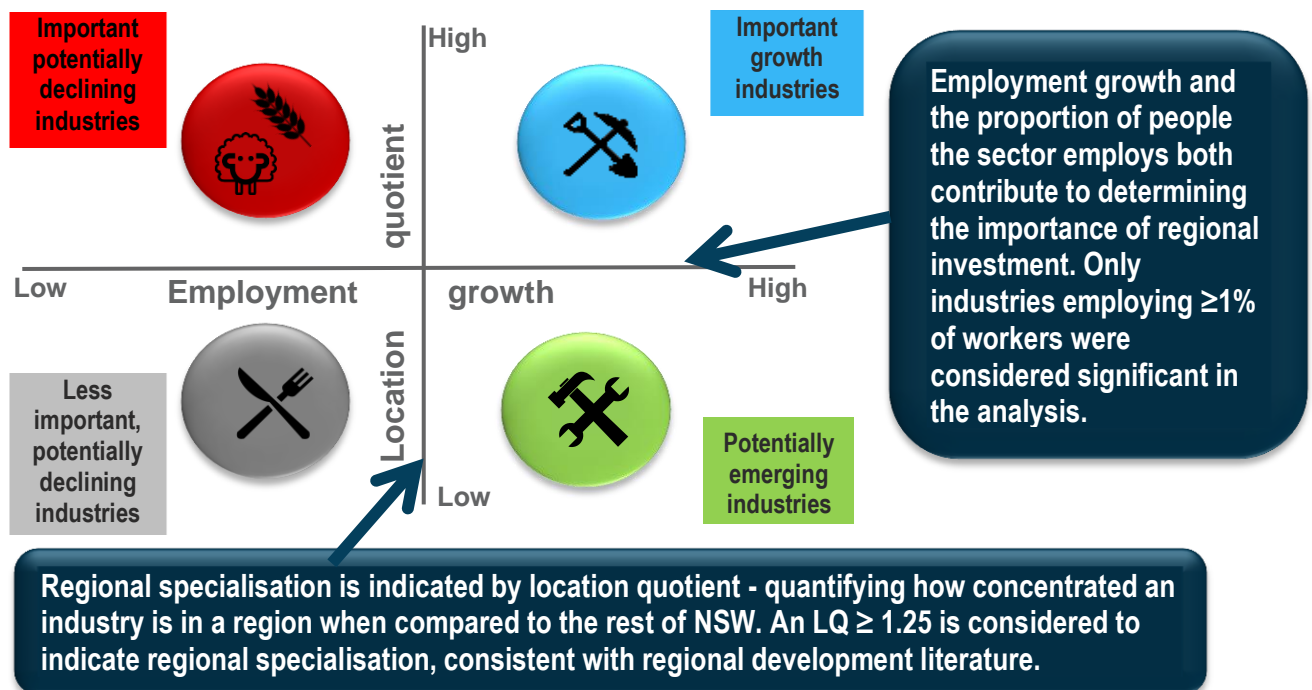 Important
potentially
declining
industries
High
Important
growth
industries
Employment growth and
the proportion of people
the sector employs both
contribute to determining
the importance of regional
investment. Only
industries employing ≥1%
of workers were
considered significant in
the analysis.
Location quotient
Low
Employment growth
High
Less
important,
potentially
declining
industries
Potentially
emerging
industries
Low
Regional specialisation is indicated by location quotient - quantifying how concentrated an
industry is in a region when compared to the rest of NSW. An LQ ≥ 1.25 is considered to
indicate regional specialisation, consistent with regional development literature.